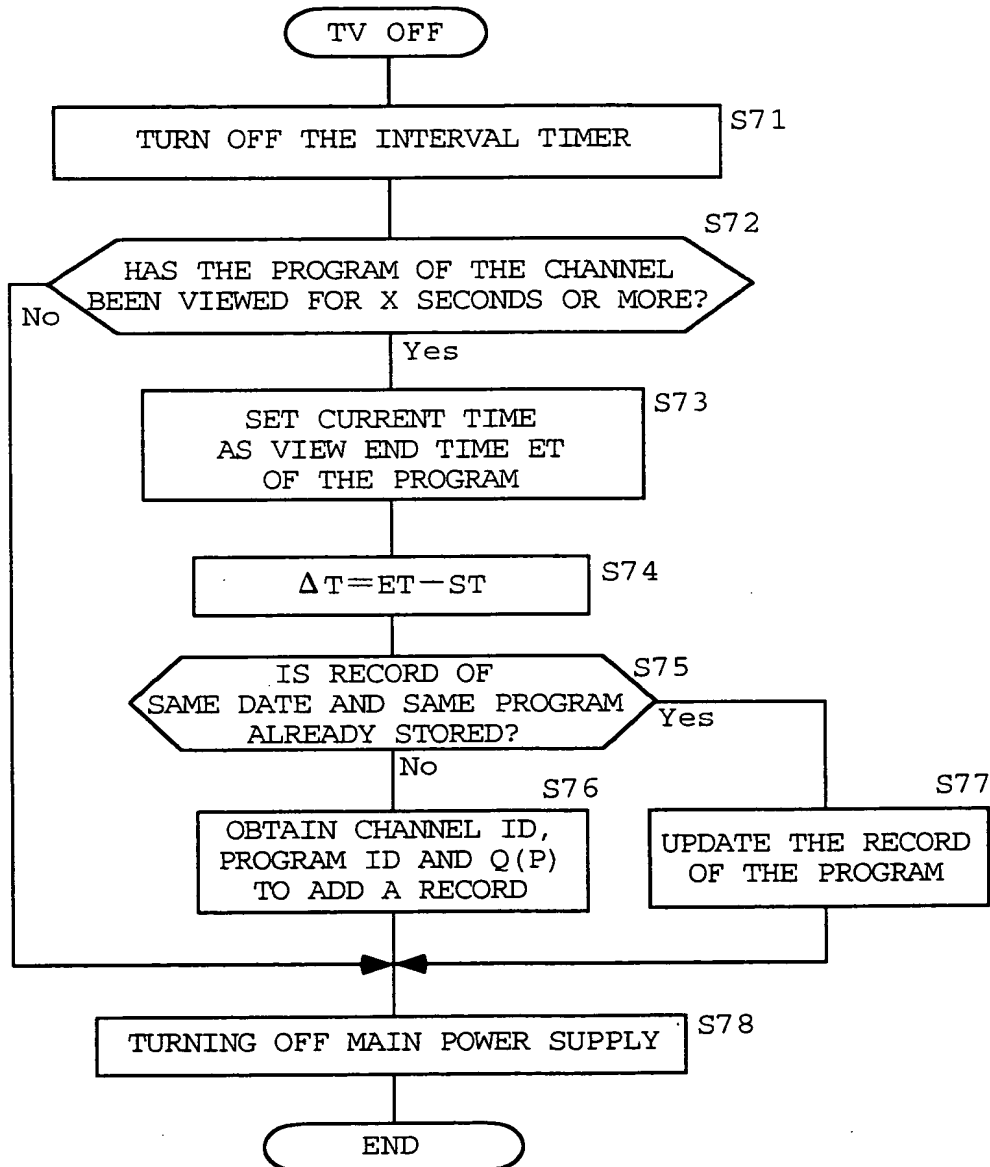 TV OFF
S71
TURN OFF THE INTERVAL TIMER
S72
HAS THE PROGRAM OF THE CHANNEL
BEEN VIEWED FOR X SECONDS OR MORE?
No
Yes
S73
SET CURRENT TIME
AS VIEW END TIME ET
OF THE PROGRAM
S74
ΔT=ET−ST
S75
IS RECORD OF
SAME DATE AND SAME PROGRAM
ALREADY STORED?
Yes
No
S76
OBTAIN CHANNEL ID,
PROGRAM ID AND Q(P)
TO ADD A RECORD
S77
UPDATE THE RECORD
OF THE PROGRAM
S78
TURNING OFF MAIN POWER SUPPLY
END